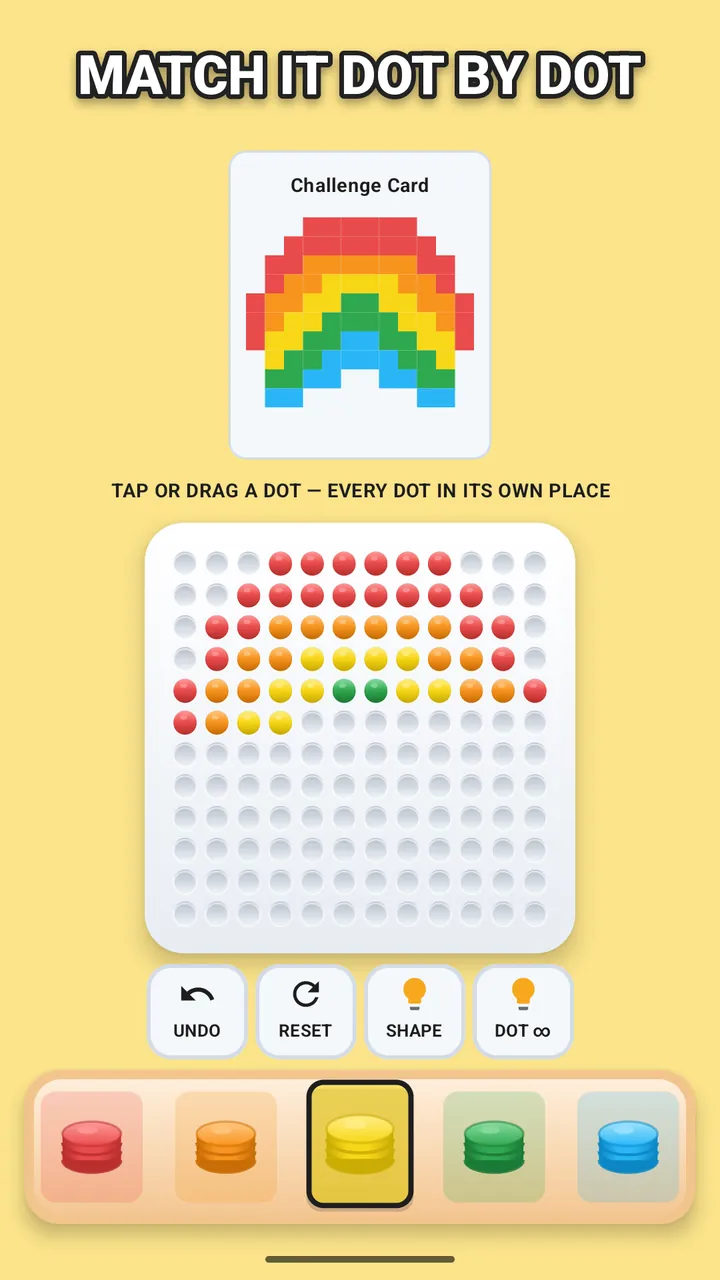 MATCH IT DOT BY DOT
Challenge Card
TAP OR DRAG A DOT — EVERY DOT IN ITS OWN PLACE
UNDO
RESET
SHAPE
DOT ∞